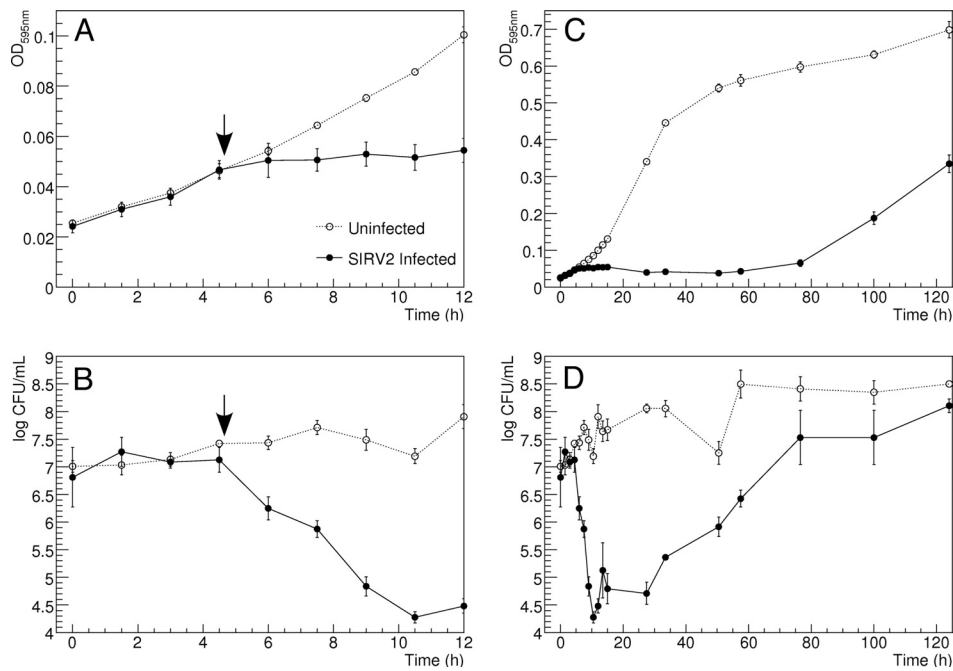 A
OD595nm
0.1
0.08
0.06
0.04
0.02
0
0 2 4 6 8 10 12
Time (h)
Uninfected
SIRV2 Infected
C
OD595nm
0.7
0.6
0.5
0.4
0.3
0.2
0.1
0
0 20 40 60 80 100 120
Time (h)
B
log CFU/mL
9
8.5
8
7.5
7
6.5
6
5.5
5
4.5
4
0 2 4 6 8 10 12
Time (h)
D
log CFU/mL
9
8.5
8
7.5
7
6.5
6
5.5
5
4.5
4
0 20 40 60 80 100 120
Time (h)